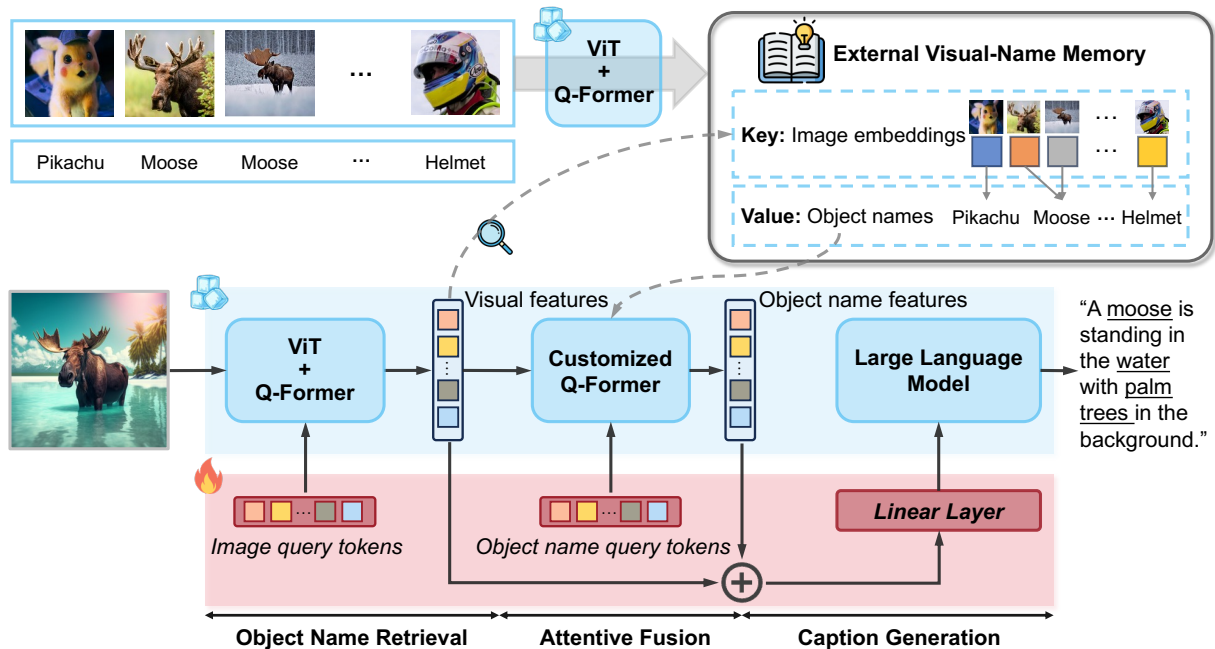 ViT
+
Q-Former
External Visual-Name Memory
Key: Image embeddings
...
Value: Object names
Pikachu Moose ... Helmet
...
Pikachu Moose Moose ... Helmet
Visual features
Object name features
ViT
+
Q-Former
Customized
Q-Former
Large Language
Model
“A moose is
standing in
the water
with palm
trees in the
background.”
...
Image query tokens
...
Object name query tokens
Linear Layer
+
Object Name Retrieval
Attentive Fusion
Caption Generation